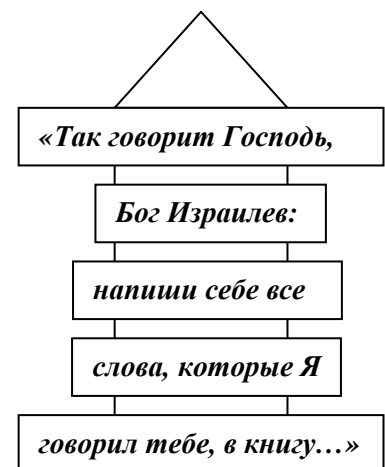 «Так говорит Господь,
Бог Израилев:
напиши себе все
слова, которые Я
говорил тебе, в книгу…»